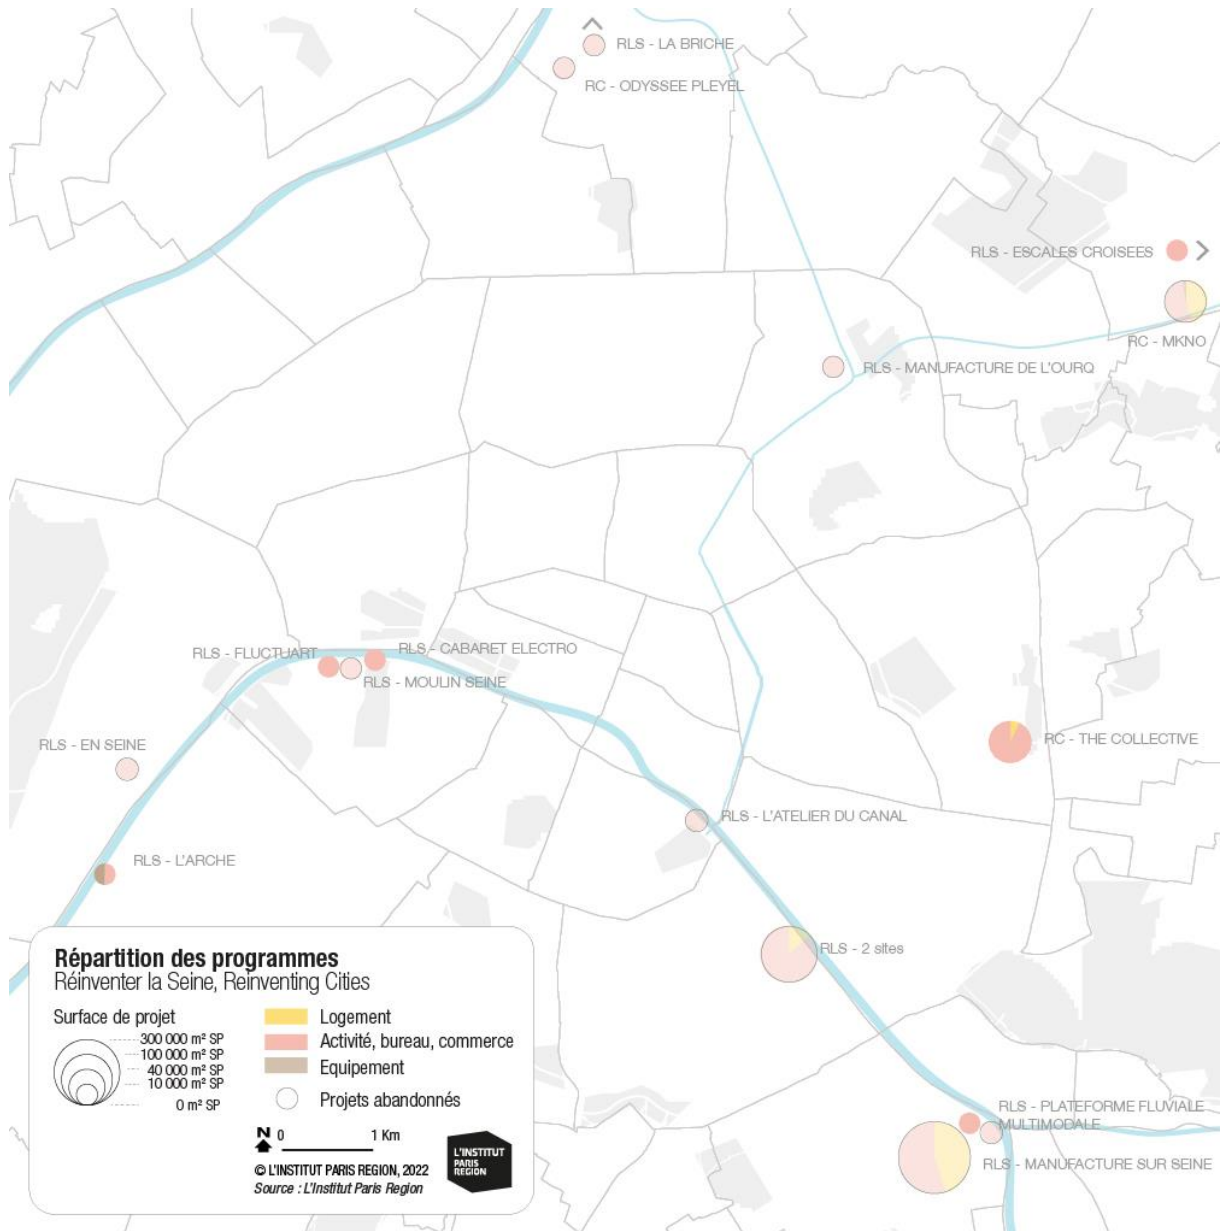 RLS - LA BRICHE
RC - ODYSSEE PLEYEL
RLS - ESCALES CROISEES
RC - MKNO
RLS - MANUFACTURE DE L'OURQ
RLS - FLUCTUART
RLS - CABARET ELECTRO
RLS - MOULIN SEINE
RLS - EN SEINE
RC - THE COLLECTIVE
RLS - L'ATELIER DU CANAL
RLS - L'ARCHE
RLS - 2 sites
RLS - PLATEFORME FLUVIALE
MULTIMODALE
RLS - MANUFACTURE SUR SEINE
Répartition des programmes
Réinventer la Seine, Reinventing Cities
Surface de projet
300 000 m² SP
100 000 m² SP
40 000 m² SP
10 000 m² SP
0 m² SP
Logement
Activité, bureau, commerce
Equipement
Projets abandonnés
N 0 1 Km
© L'INSTITUT PARIS REGION, 2022
Source : L'Institut Paris Region
L'INSTITUT
PARIS
REGION